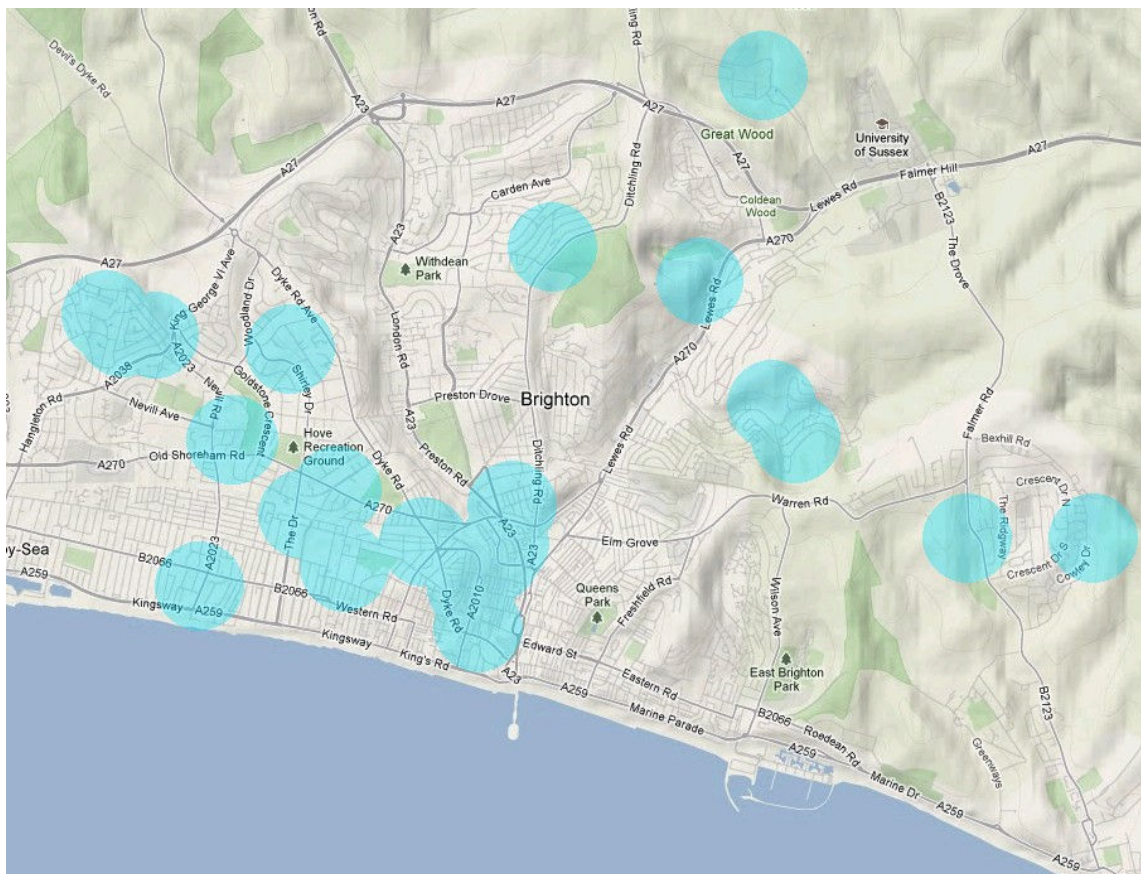 Devil's Dyke Rd
A23
A27
A27
University
of Sussex
Great Wood
A27
Falmer Hill
A27
Lewes Rd
Carden Ave
Ditchling Rd
Coldean
Wood
B2123
A27
A23
A270
The Drove
King George VI Ave
Woodland Dr
Dyke Rd Ave
Withdean
Park
London Rd
Lewes Rd
A270
A2038
A2023
Nevill Rd
Goldstone Crescent
Shirley Dr
Hangleton Rd
Nevill Ave
Preston Drove
Brighton
A23
Falmer Rd
Hove
Recreation
Ground
Old Shoreham Rd
A270
Dyke Rd
Preston Rd
Ditchling Rd
Lewes Rd
Bexhill Rd
Crescent Dr N
A270
Warren Rd
The Ridgway
The Dr
A23
A23
Elm Grove
oy-Sea
B2066
A2023
Crescent Dr S
Cowley Dr
A259
Kingsway
A259
B2066
Western Rd
Dyke Rd
A2010
Queens
Park
Freshfield Rd
Wilson Ave
Kingsway
King's Rd
Edward St
A23
A259
Eastern Rd
East Brighton
Park
Marine Parade
B2066
Roedean Rd
A259
B2123
Greenways
Marine Dr
A259
A259